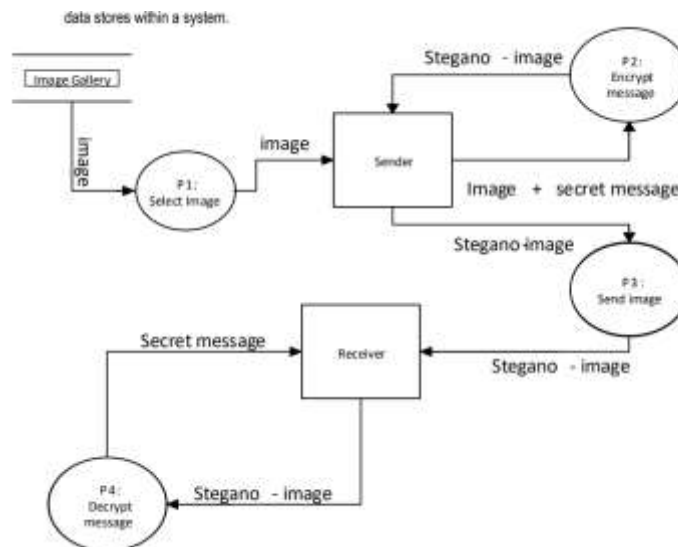 data stores within a system.
Stegano - image
P2:
Encrypt
message
Image Gallery
image
image
Sender
P1:
Select Image
Image + secret message
Stegano-image
P3:
Send image
Secret message
Receiver
Stegano - image
P4:
Decrypt
message
Stegano - image